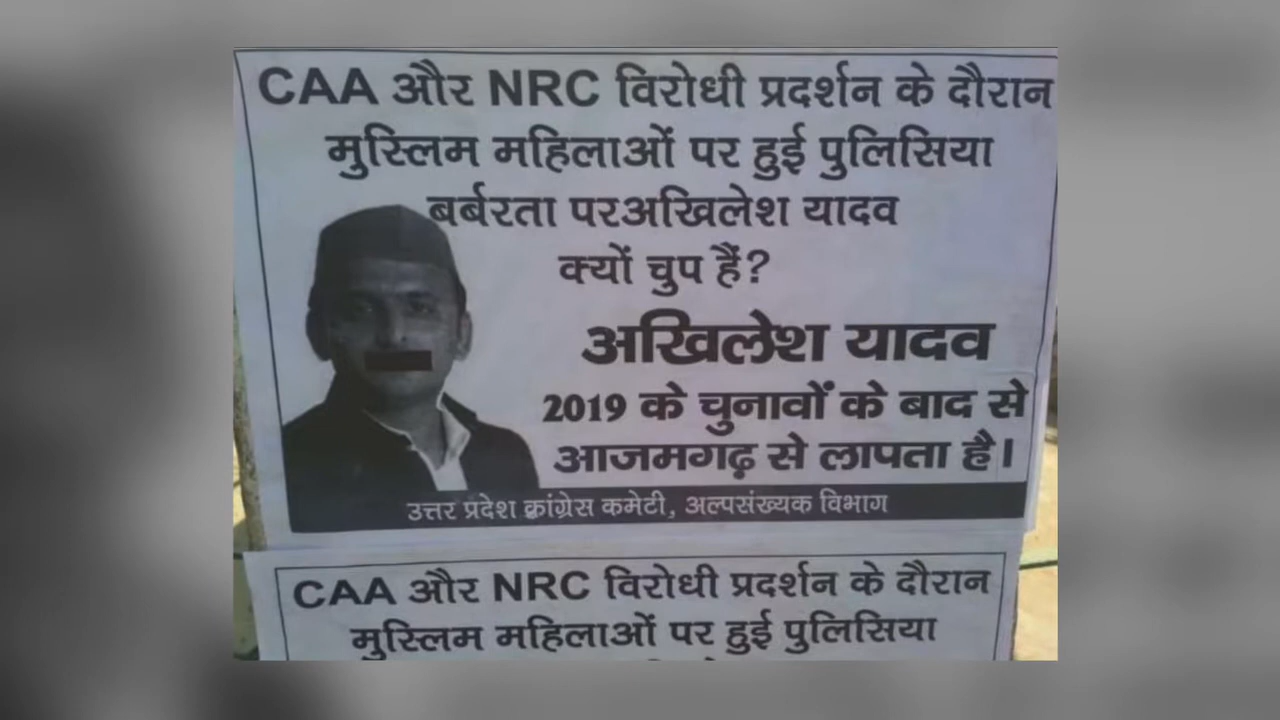 CAA और NRC विरोधी प्रदर्शन के दौरान
मुस्लिम महिलाओं पर हुई पुलिसिया
बर्बरता परअखिलेश यादव
क्यों चुप हैं?
अखिलेश यादव
2019 के चुनावों के बाद से
आजमगढ़ से लापता है।
उत्तर प्रदेश कांग्रेस कमेटी, अल्पसंख्यक विभाग
CAA और NRC विरोधी प्रदर्शन के दौरान
मुस्लिम महिलाओं पर हुई पुलिसिया